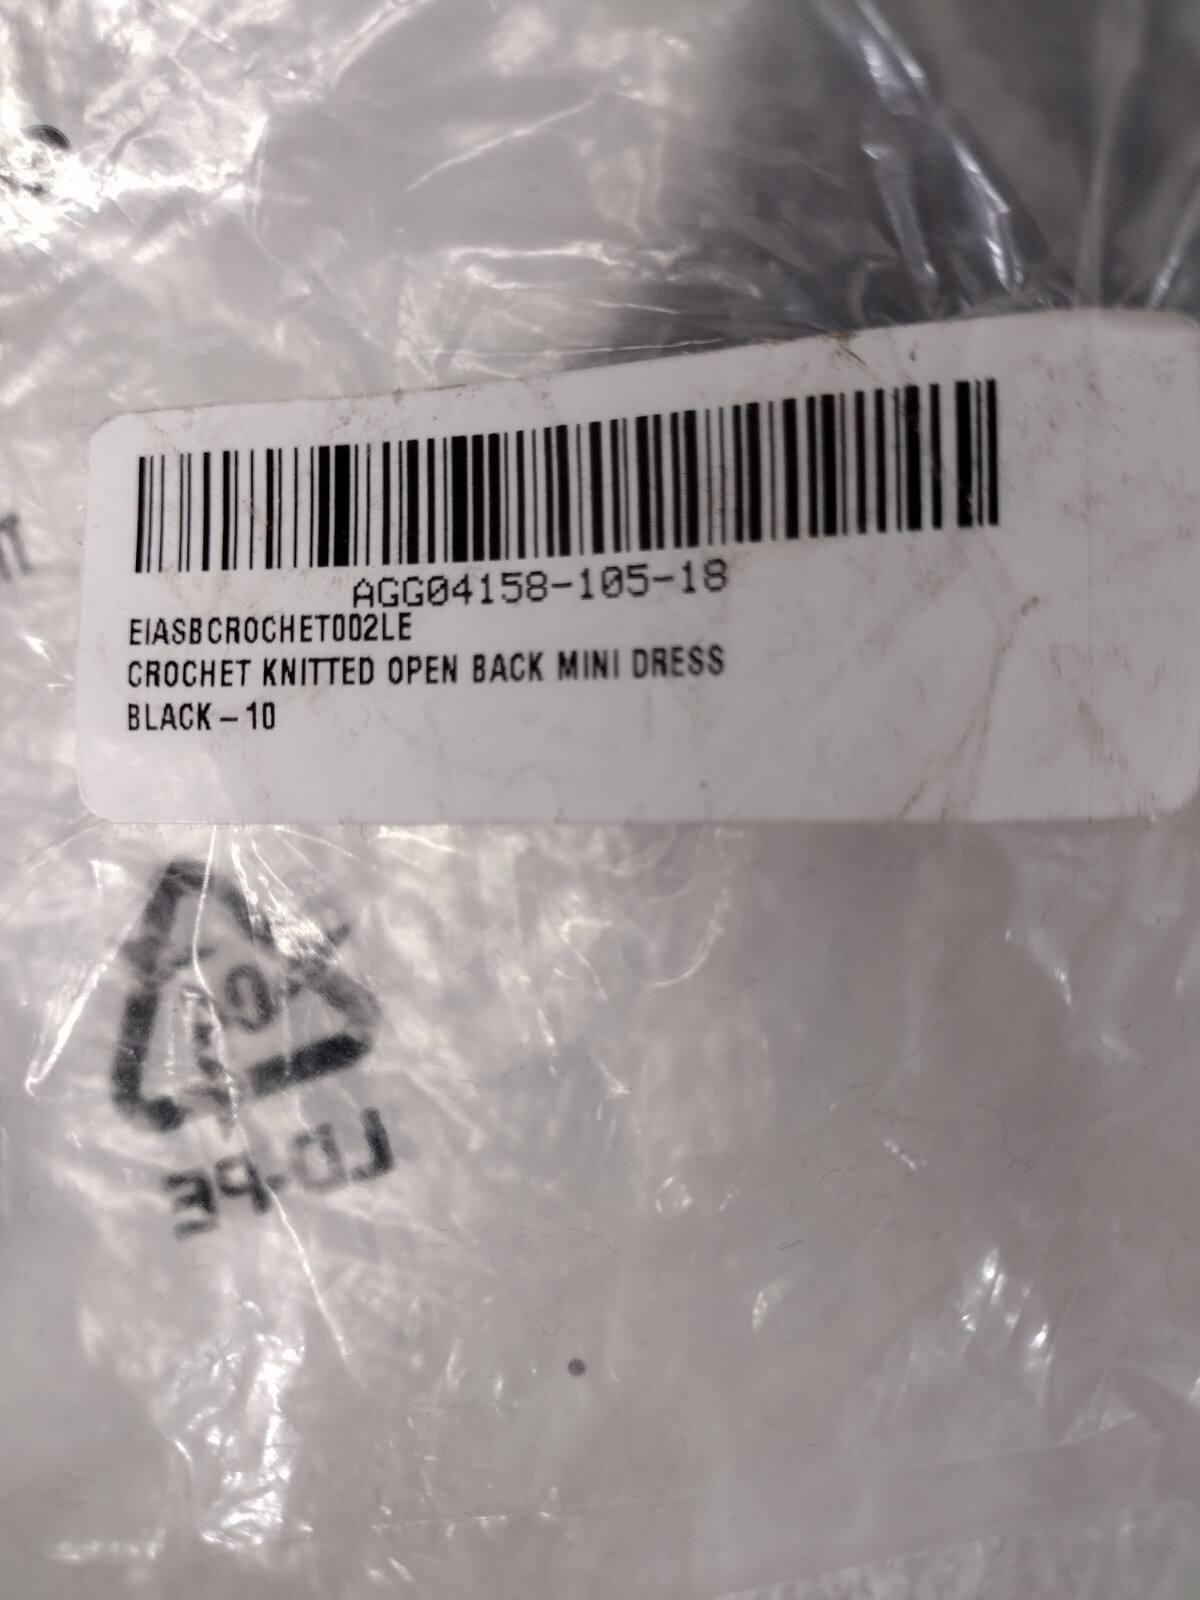 AGG04158-105-18
EIASBCROCHET002LE
CROCHET KNITTED OPEN BACK MINI DRESS
BLACK - 10
LD-PE